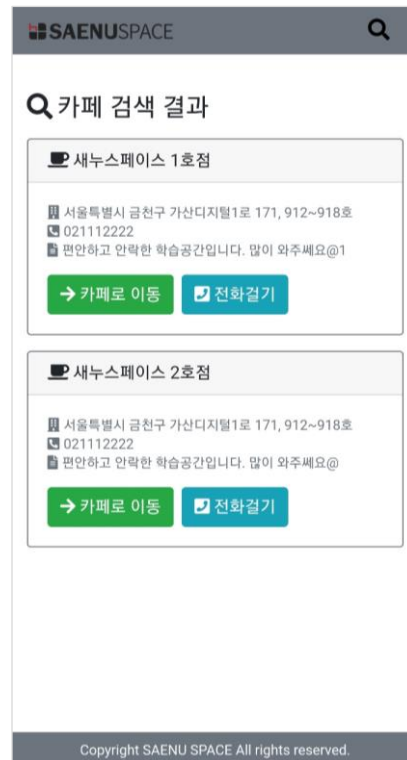 SAENUSPACE
카페 검색 결과
새누스페이스 1호점
서울특별시 금천구 가산디지털1로 171, 912~918호
021112222
편안하고 안락한 학습공간입니다. 많이 와주쎄요@1
카페로 이동 전화걸기
새누스페이스 2호점
서울특별시 금천구 가산디지털1로 171, 912~918호
021112222
편안하고 안락한 학습공간입니다. 많이 와주쎄요@
카페로 이동 전화걸기
Copyright SAENU SPACE All rights reserved.